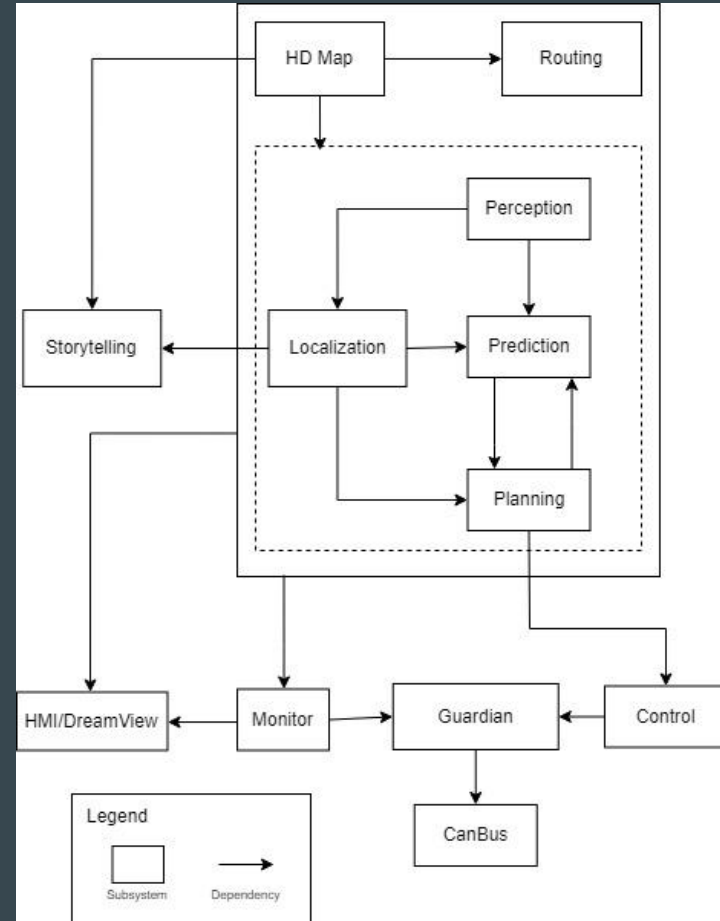 HD Map
Routing
Perception
Storytelling
Localization
Prediction
Planning
HMI/DreamView
Monitor
Guardian
Control
CanBus
Legend
Subsystem
Dependency